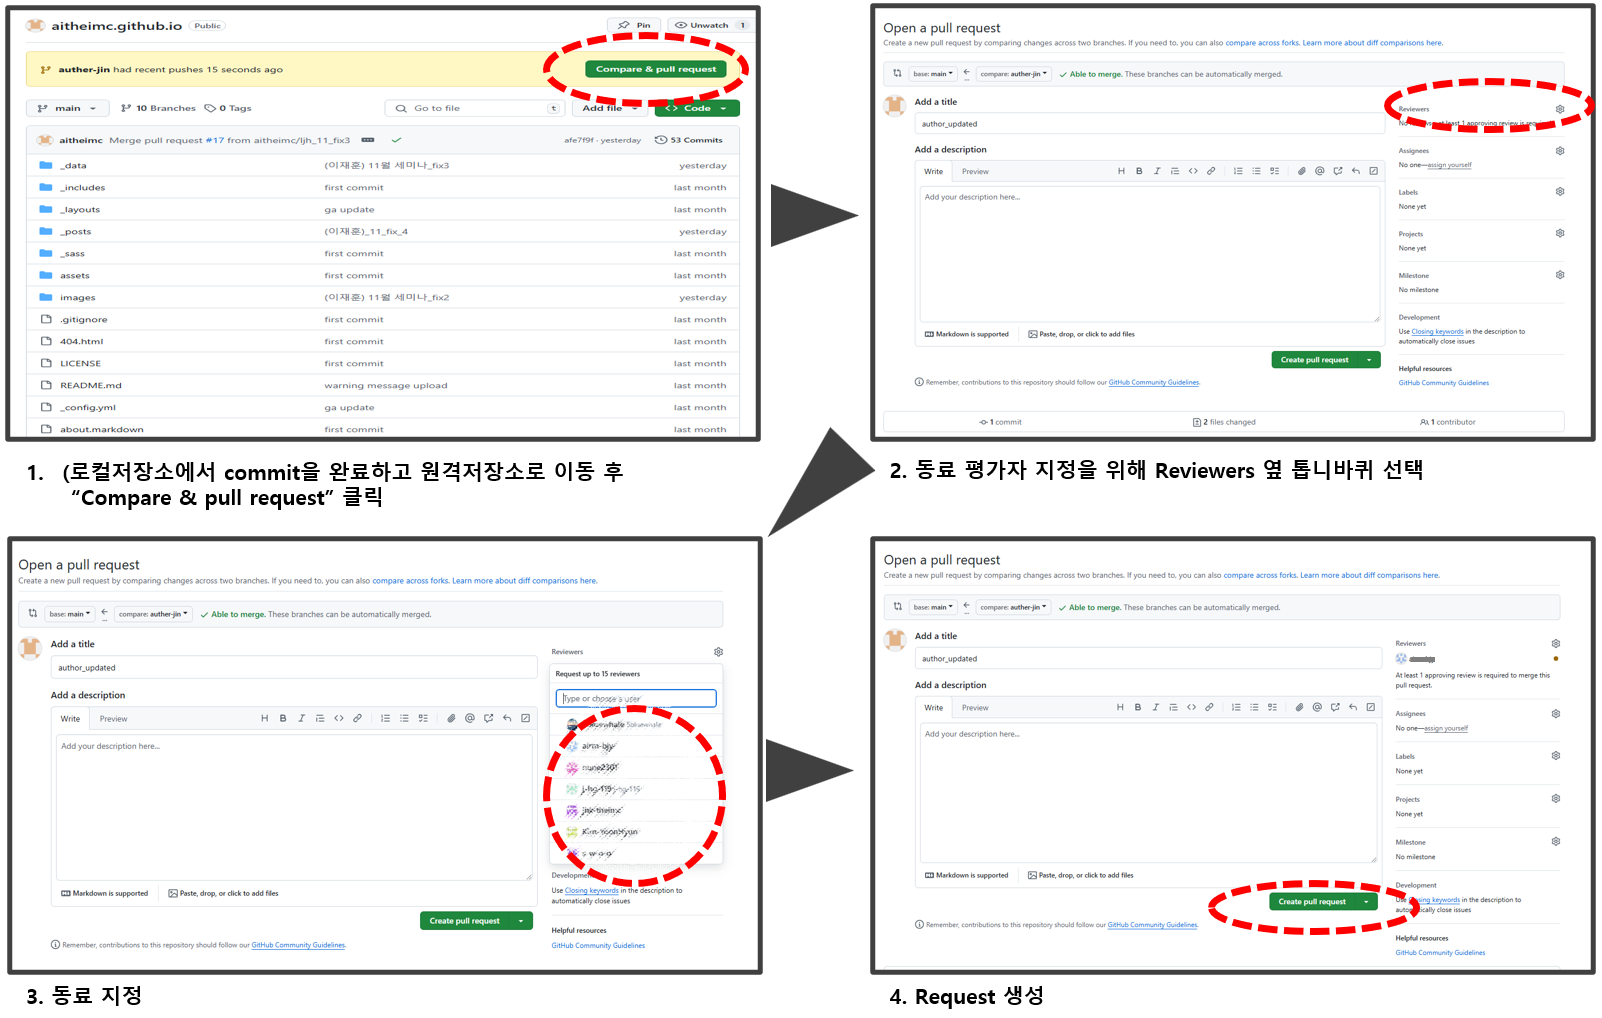 aitheimc.github.io Public
Pin
Unwatch 1
auther-jin had recent pushes 15 seconds ago
Compare & pull request
main
10 Branches
0 Tags
Go to file t
Add file
<> Code
aitheimc Merge pull request #17 from aitheimc/ljh_11_fix3
afe7f9f · yesterday
53 Commits
_data (이재훈) 11월 세미나_fix3 yesterday
_includes first commit last month
_layouts ga update last month
_posts (이재훈)_11_fix_4 yesterday
_sass first commit last month
assets first commit last month
images (이재훈) 11월 세미나_fix2 yesterday
.gitignore first commit last month
404.html first commit last month
LICENSE first commit last month
README.md warning message upload last month
_config.yml ga update last month
about.markdown first commit last month
1. (로컬저장소에서 commit을 완료하고 원격저장소로 이동 후
“Compare & pull request” 클릭
Open a pull request
Create a new pull request by comparing changes across two branches. If you need to, you can also compare across forks. Learn more about diff comparisons here.
base: main
compare: auther-jin
Able to merge. These branches can be automatically merged.
Add a title
author_updated
Add a description
Write Preview
Add your description here...
Markdown is supported
Paste, drop, or click to add files
Create pull request
Remember, contributions to this repository should follow our GitHub Community Guidelines.
Reviewers
at least 1 approving review is
Assignees
No one—assign yourself
Labels
None yet
Projects
None yet
Milestone
No milestone
Development
Use Closing keywords in the description to
automatically close issues
Helpful resources
GitHub Community Guidelines
1 commit
2 files changed
1 contributor
2. 동료 평가자 지정을 위해 Reviewers 옆 톱니바퀴 선택
Open a pull request
Create a new pull request by comparing changes across two branches. If you need to, you can also compare across forks. Learn more about diff comparisons here.
base: main
compare: auther-jin
Able to merge. These branches can be automatically merged.
Add a title
author_updated
Add a description
Write Preview
Add your description here...
Markdown is supported
Paste, drop, or click to add files
Create pull request
Remember, contributions to this repository should follow our GitHub Community Guidelines.
Reviewers
Request up to 15 reviewers
Type or choose a user
Development
Use Closing keywords in the description to
automatically close issues
Helpful resources
GitHub Community Guidelines
3. 동료 지정
Open a pull request
Create a new pull request by comparing changes across two branches. If you need to, you can also compare across forks. Learn more about diff comparisons here.
base: main
compare: auther-jin
Able to merge. These branches can be automatically merged.
Add a title
author_updated
Add a description
Write Preview
Add your description here...
Markdown is supported
Paste, drop, or click to add files
Create pull request
Remember, contributions to this repository should follow our GitHub Community Guidelines.
Reviewers
At least 1 approving review is required to merge this
pull request.
Assignees
No one—assign yourself
Labels
None yet
Projects
None yet
Milestone
No milestone
Development
Use Closing keywords in the description to
automatically close issues
Helpful resources
GitHub Community Guidelines
4. Request 생성